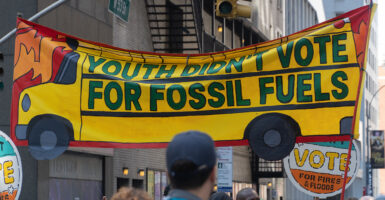 YOUTH DIDN'T VOTE
FOR FOSSIL FUELS
VOTE
FOR FIRES
& FLOODS